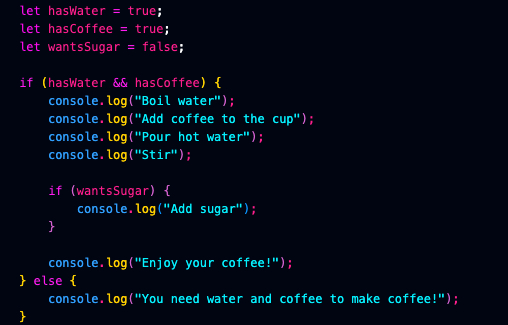 let hasWater = true;
let hasCoffee = true;
let wantsSugar = false;

if (hasWater && hasCoffee) {
    console.log("Boil water");
    console.log("Add coffee to the cup");
    console.log("Pour hot water");
    console.log("Stir");

    if (wantsSugar) {
        console.log("Add sugar");
    }

    console.log("Enjoy your coffee!");
} else {
    console.log("You need water and coffee to make coffee!");
}